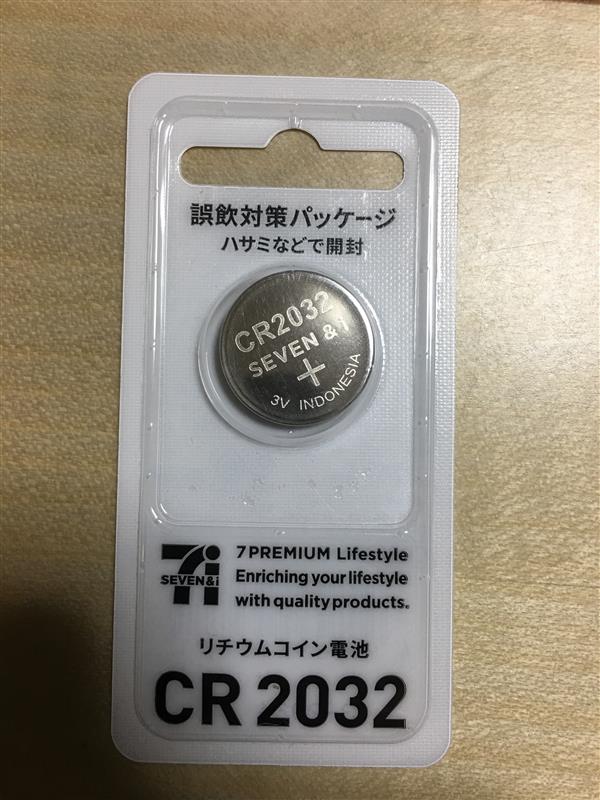 誤飲対策パッケージ
ハサミなどで開封
CR2032
SEVEN & i
+
3V INDONESIA
7i
SEVEN&i
7PREMIUM Lifestyle
Enriching your lifestyle
with quality products.
リチウムコイン電池
CR 2032